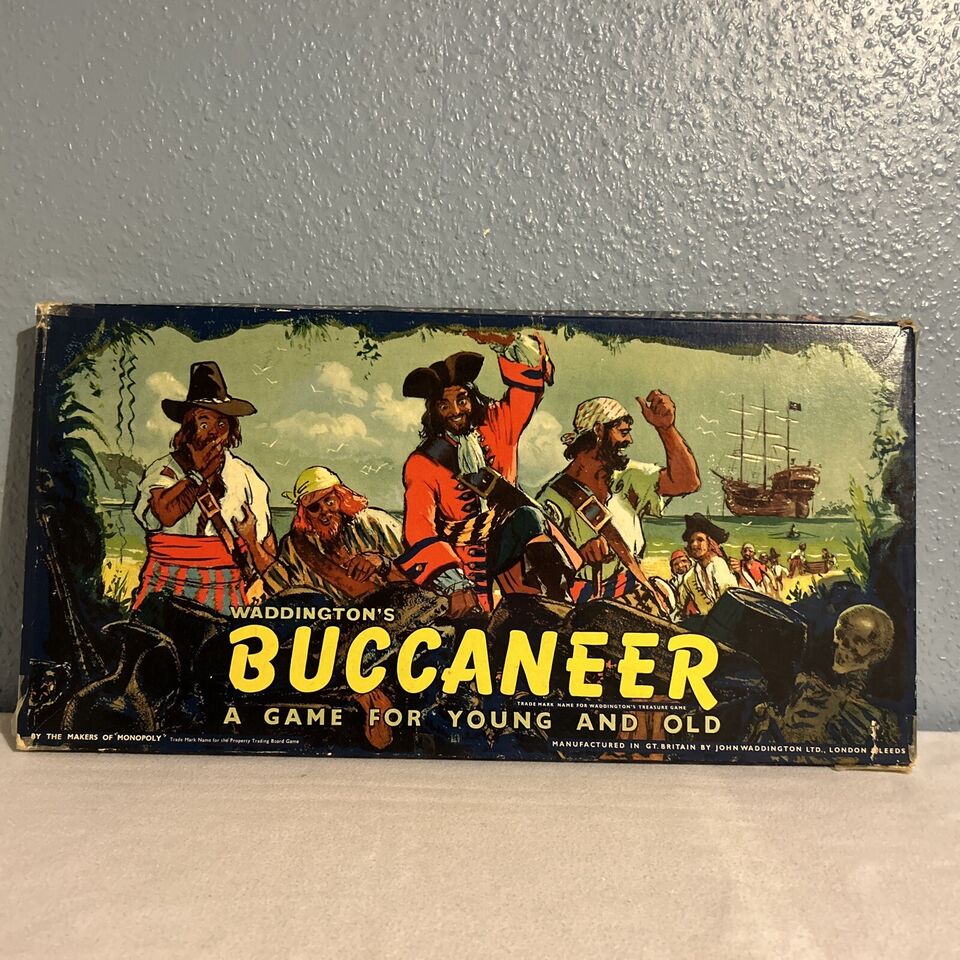 WADDINGTON'S
BUCCANEER
TRADE MARK NAME FOR WADDINGTON'S TREASURE GAME
A GAME FOR YOUNG AND OLD
BY THE MAKERS OF "MONOPOLY" Trade Mark Name for the Property Trading Board Game
MANUFACTURED IN GT. BRITAIN BY JOHN WADDINGTON LTD., LONDON & LEEDS